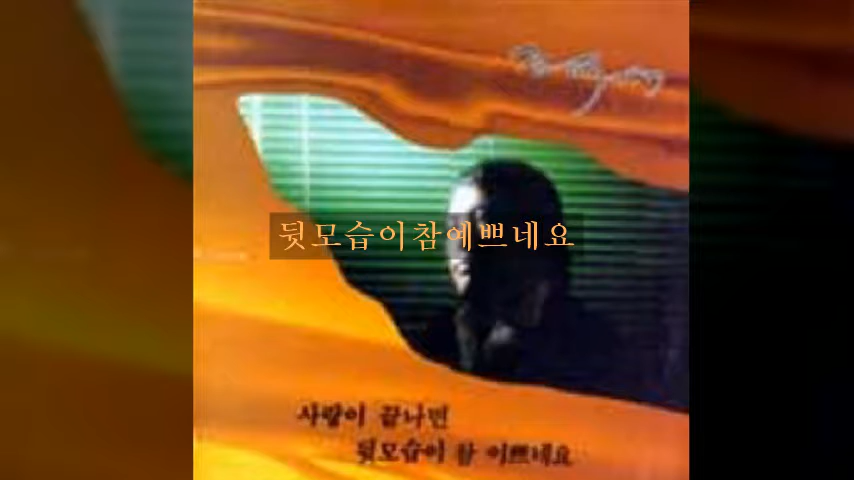 뒷모습이참예쁘네요
사랑이 끝나면
뒷모습이 참 이쁘네요